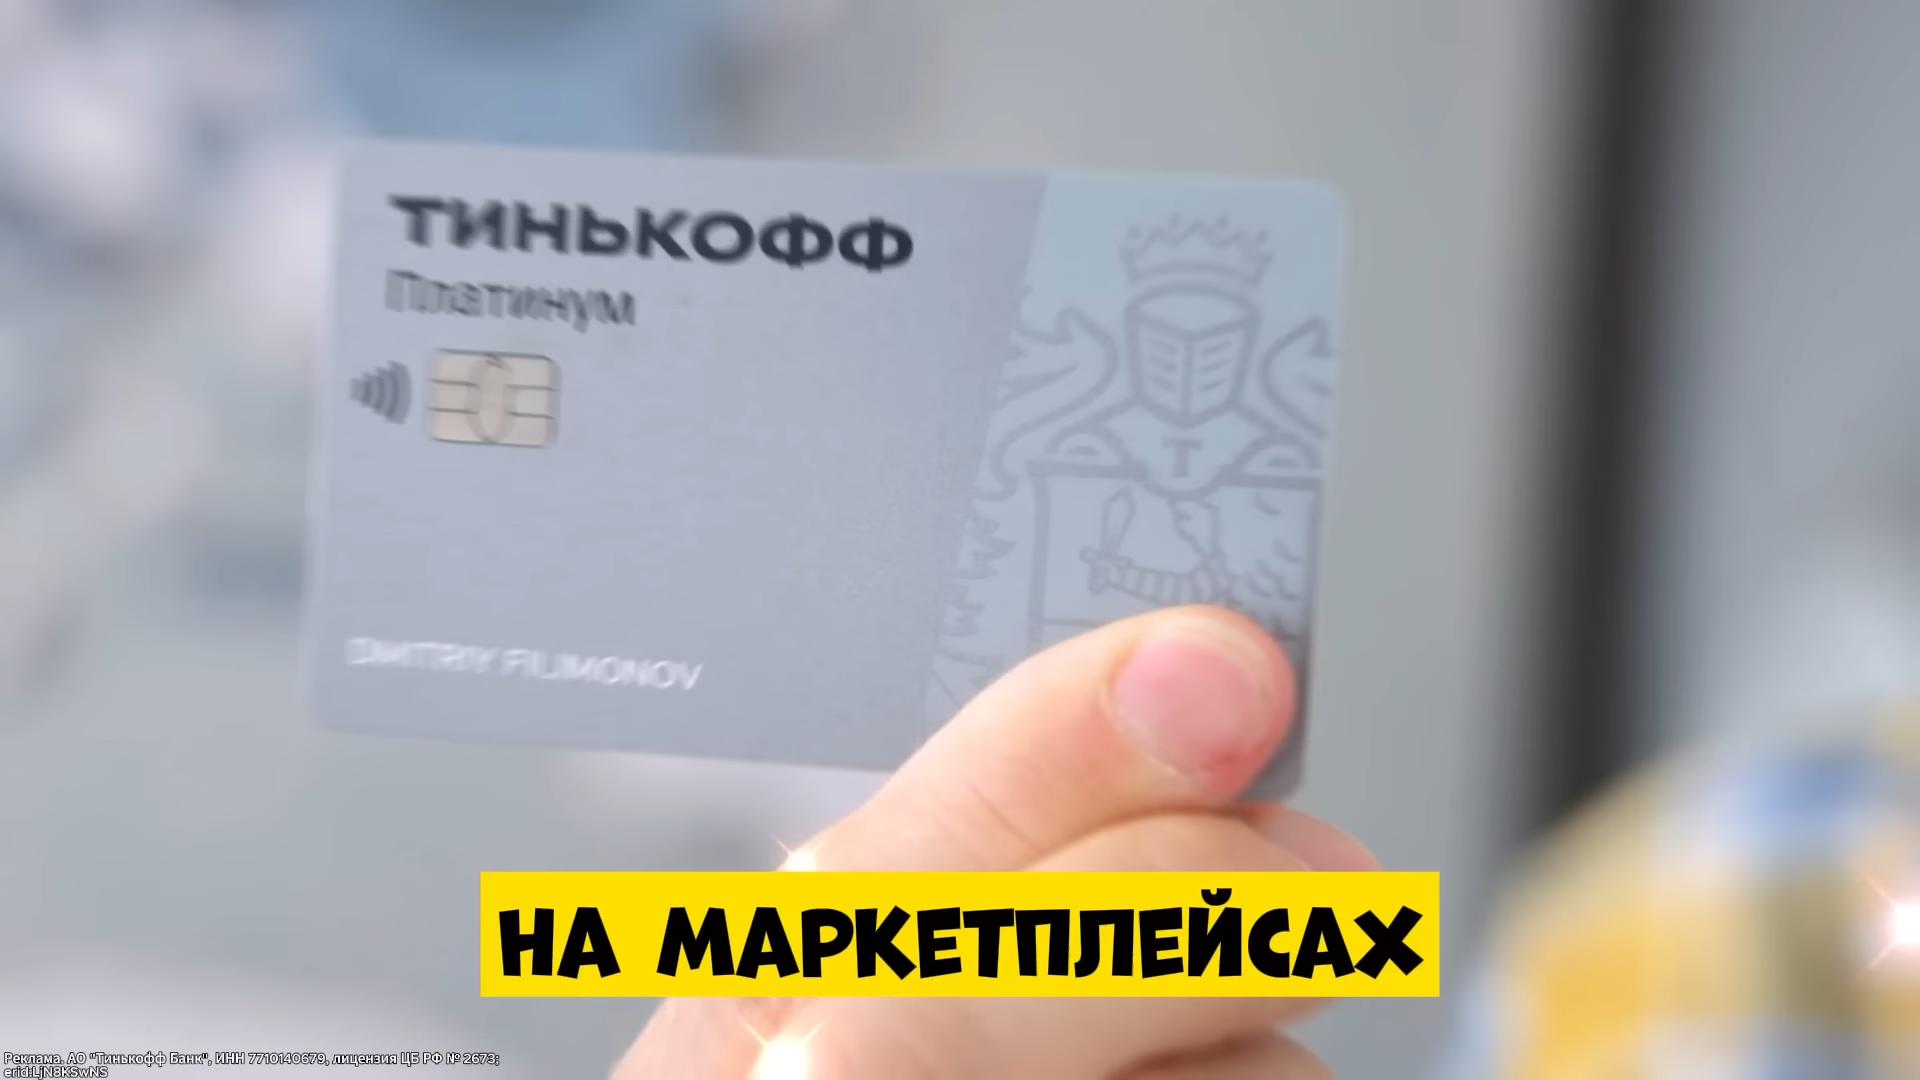 ТИНЬКОФФ
Платинум
Т
DMITRIY FILIMONOV
НА МАРКЕТПЛЕЙСАХ
Реклама. АО "Тинькофф Банк", ИНН 7710140679, лицензия ЦБ РФ № 2673;
erid:LjN8KSwNS